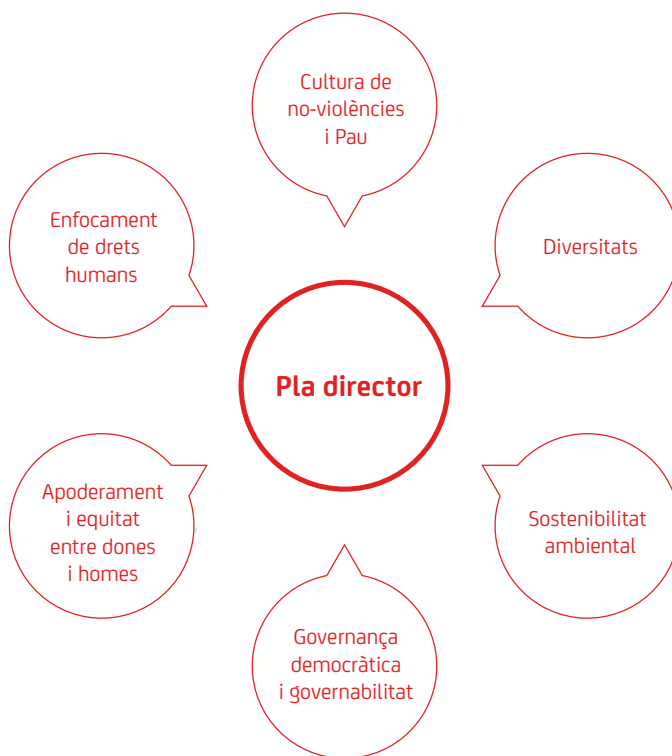 Cultura de
no-violències
i Pau
Enfocament
de drets
humans
Diversitats
Pla director
Apoderament
i equitat
entre dones
i homes
Sostenibilitat
ambiental
Governança
democràtica
i governabilitat